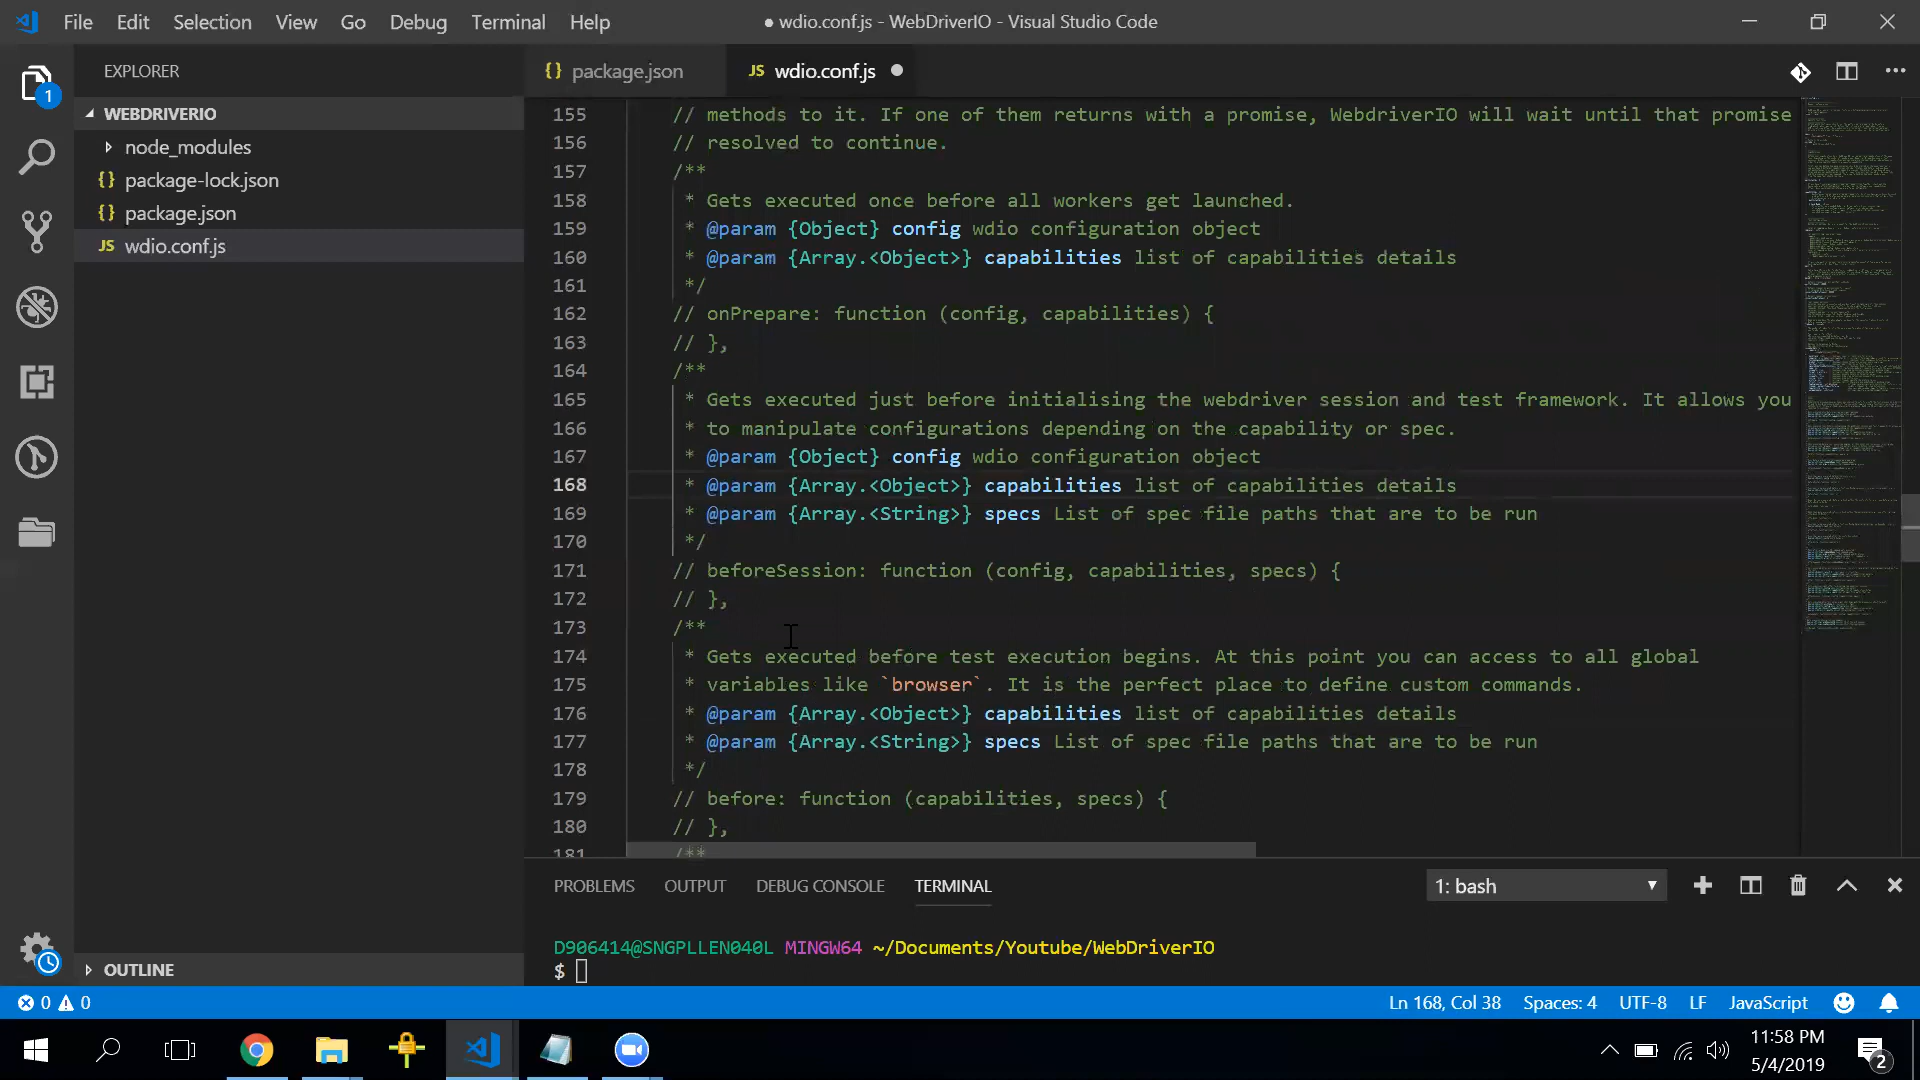 File Edit Selection View Go Debug Terminal Help
● wdio.conf.js - WebDriverIO - Visual Studio Code
EXPLORER
WEBDRIVERIO
node_modules
{} package-lock.json
{} package.json
JS wdio.conf.js
OUTLINE
1
{} package.json
JS wdio.conf.js
155 // methods to it. If one of them returns with a promise, WebdriverIO will wait until that promise
156 // resolved to continue.
157 /**
158 * Gets executed once before all workers get launched.
159 * @param {Object} config wdio configuration object
160 * @param {Array.<Object>} capabilities list of capabilities details
161 */
162 // onPrepare: function (config, capabilities) {
163 // },
164 /**
165 * Gets executed just before initialising the webdriver session and test framework. It allows you
166 * to manipulate configurations depending on the capability or spec.
167 * @param {Object} config wdio configuration object
168 * @param {Array.<Object>} capabilities list of capabilities details
169 * @param {Array.<String>} specs List of spec file paths that are to be run
170 */
171 // beforeSession: function (config, capabilities, specs) {
172 // },
173 /**
174 * Gets executed before test execution begins. At this point you can access to all global
175 * variables like `browser`. It is the perfect place to define custom commands.
176 * @param {Array.<Object>} capabilities list of capabilities details
177 * @param {Array.<String>} specs List of spec file paths that are to be run
178 */
179 // before: function (capabilities, specs) {
180 // },
181 /**
PROBLEMS OUTPUT DEBUG CONSOLE TERMINAL
1: bash
D906414@SNGPLLEN040L MINGW64 ~/Documents/Youtube/WebDriverIO
$
0 0
Ln 168, Col 38 Spaces: 4 UTF-8 LF JavaScript
11:58 PM
5/4/2019
2